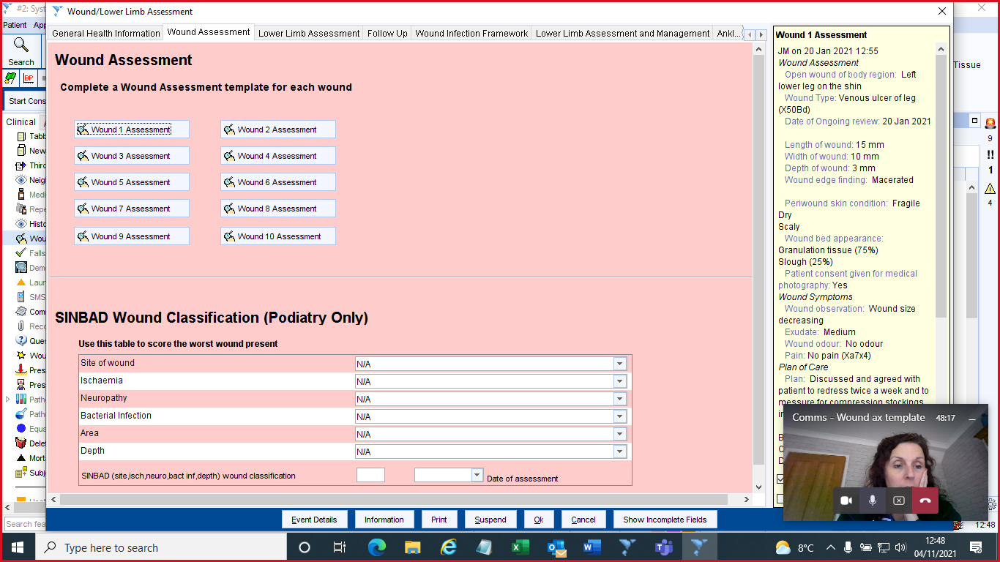 #2: Syst
Wound/Lower Limb Assessment
Patient
Search
BP
Start Cons
Clinical
Tabb
New
Third
Neigh
Medi
Repe
Histo
Wou
Falls
Deme
Laun
SMS
Comm
Reco
Ques
Wou
Pres
Pres
Path
Path
Equa
Dele
Mort
Subj
Search fea
General Health Information
Wound Assessment
Lower Limb Assessment
Follow Up
Wound Infection Framework
Lower Limb Assessment and Management
Ankl...
Wound Assessment
Complete a Wound Assessment template for each wound
Wound 1 Assessment
Wound 2 Assessment
Wound 3 Assessment
Wound 4 Assessment
Wound 5 Assessment
Wound 6 Assessment
Wound 7 Assessment
Wound 8 Assessment
Wound 9 Assessment
Wound 10 Assessment
SINBAD Wound Classification (Podiatry Only)
Use this table to score the worst wound present
Site of wound N/A
Ischaemia N/A
Neuropathy N/A
Bacterial Infection N/A
Area N/A
Depth N/A
SINBAD (site,isch,neuro,bact inf,depth) wound classification
Date of assessment
Event Details
Information
Print
Suspend
Ok
Cancel
Show Incomplete Fields
Wound 1 Assessment
JM on 20 Jan 2021 12:55
Wound Assessment
Open wound of body region: Left
lower leg on the shin
Wound Type: Venous ulcer of leg
(X50Bd)
Date of Ongoing review: 20 Jan 2021
Length of wound: 15 mm
Width of wound: 10 mm
Depth of wound: 3 mm
Wound edge finding: Macerated
Periwound skin condition: Fragile
Dry
Scaly
Wound bed appearance:
Granulation tissue (75%)
Slough (25%)
Patient consent given for medical
photography: Yes
Wound Symptoms
Wound observation: Wound size
decreasing
Exudate: Medium
Wound odour: No odour
Pain: No pain (Xa7x4)
Plan of Care
Plan: Discussed and agreed with
patient to redress twice a week and to
messure for compression stockings
Tissue
9
!!
1
4
Comms - Wound ax template 48:17
12:48
Type here to search
8°C
12:48
04/11/2021